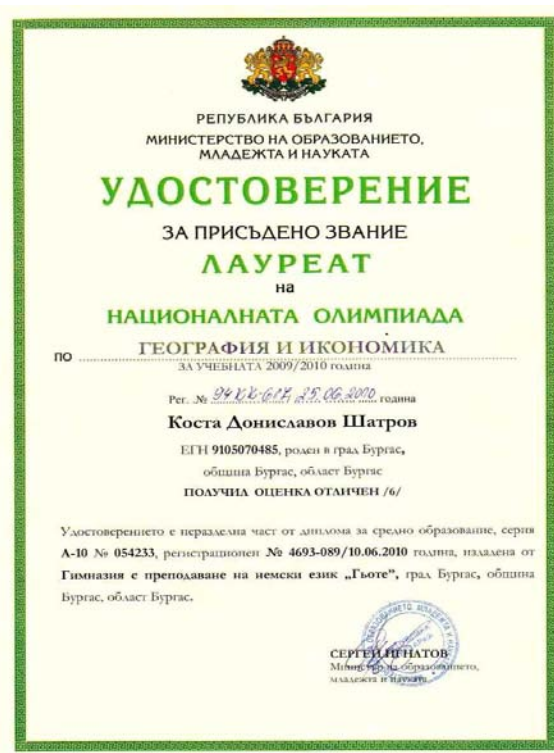 РЕПУБЛИКА БЪЛГАРИЯ
МИНИСТЕРСТВО НА ОБРАЗОВАНИЕТО,
МЛАДЕЖТА И НАУКАТА
УДОСТОВЕРЕНИЕ
ЗА ПРИСЪДЕНО ЗВАНИЕ
ЛАУРЕАТ
на
НАЦИОНАЛНАТА ОЛИМПИАДА
ПО ГЕОГРАФИЯ И ИКОНОМИКА
ЗА УЧЕБНАТА 2009/2010 година
Рег. № 25.06.2010 година
Коста Дониславов Шатров
ЕГН 9105070485, роден в град Бургас,
община Бургас, област Бургас
ПОЛУЧИЛ ОЦЕНКА ОТЛИЧЕН /6/
Удостоверението е неразделна част от диплома за средно образование, серия
А-10 № 054233, регистрационен № 4693-089/10.06.2010 година, издадена от
Гимназия с преподаване на немски език „Гьоте”, град Бургас, община
Бургас, област Бургас.
СЕРГЕЙ ИГНАТОВ
Министър на образованието,
младежта и науката